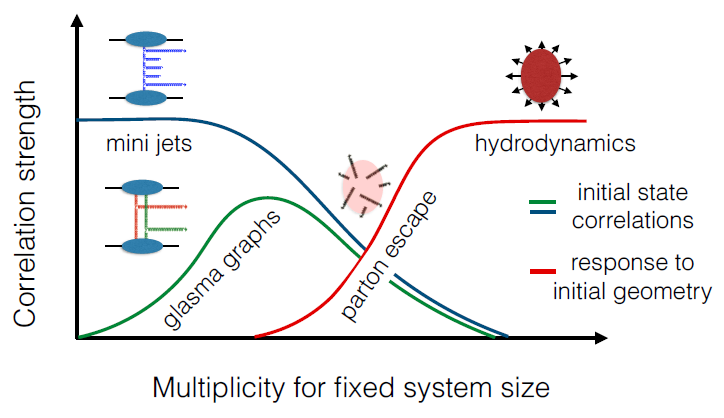 Correlation strength
mini jets
hydrodynamics
glasma graphs
parton escape
initial state
correlations
response to
initial geometry
Multiplicity for fixed system size